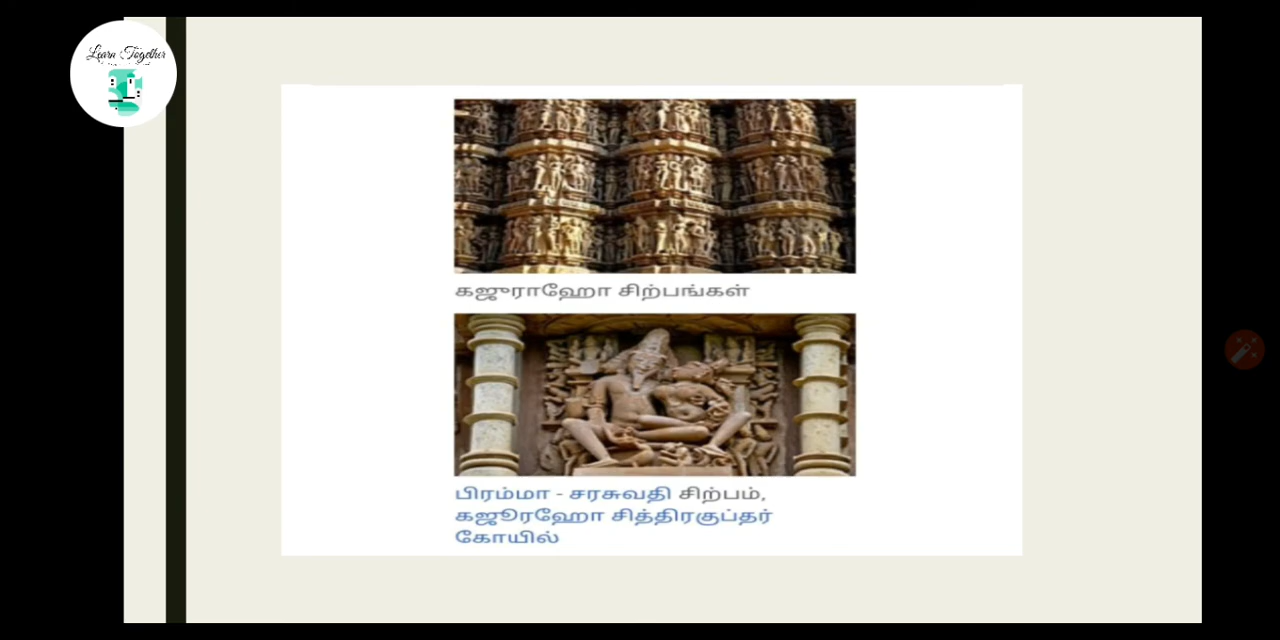 Learn Together
கஜுராஹோ சிற்பங்கள்
பிரம்மா - சரசுவதி சிற்பம்,
கஜூரஹோ சித்திரகுப்தர்
கோயில்